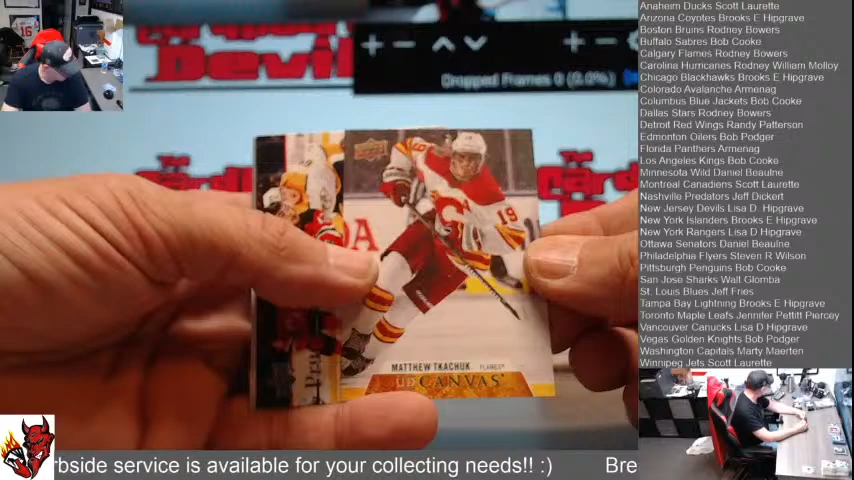 Anaheim Ducks Scott Laurette
Arizona Coyotes Brooks E Hipgrave
Boston Bruins Rodney Bowers
Buffalo Sabres Bob Cooke
Calgary Flames Rodney Bowers
Carolina Hurricanes Rodney William Molloy
Chicago Blackhawks Brooks E Hipgrave
Colorado Avalanche Armenag
Columbus Blue Jackets Bob Cooke
Dallas Stars Rodney Bowers
Detroit Red Wings Randy Patterson
Edmonton Oilers Bob Podger
Florida Panthers Armenag
Los Angeles Kings Bob Cooke
Minnesota Wild Daniel Beaulne
Montreal Canadiens Scott Laurette
Nashville Predators Jeff Dickert
New Jersey Devils Lisa D Hipgrave
New York Islanders Brooks E Hipgrave
New York Rangers Lisa D Hipgrave
Ottawa Senators Daniel Beaulne
Philadelphia Flyers Steven R Wilson
Pittsburgh Penguins Bob Cooke
San Jose Sharks Walt Glomba
St. Louis Blues Jeff Fries
Tampa Bay Lightning Brooks E Hipgrave
Toronto Maple Leafs Jennifer Pettitt Piercey
Vancouver Canucks Lisa D Hipgrave
Vegas Golden Knights Bob Podger
Washington Capitals Marty Maerten
Winnipeg Jets Scott Laurette
Devil
Dropped Frames 0 (0.0%)
19
MATTHEW TKACHUK FLAMES
UD CANVAS
rbside service is available for your collecting needs!! :) Bre